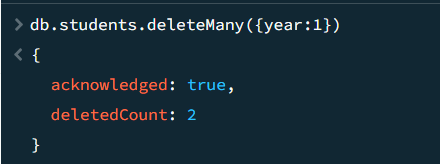 > db.students.deleteMany({year:1})
< {
acknowledged: true,
deletedCount: 2
}